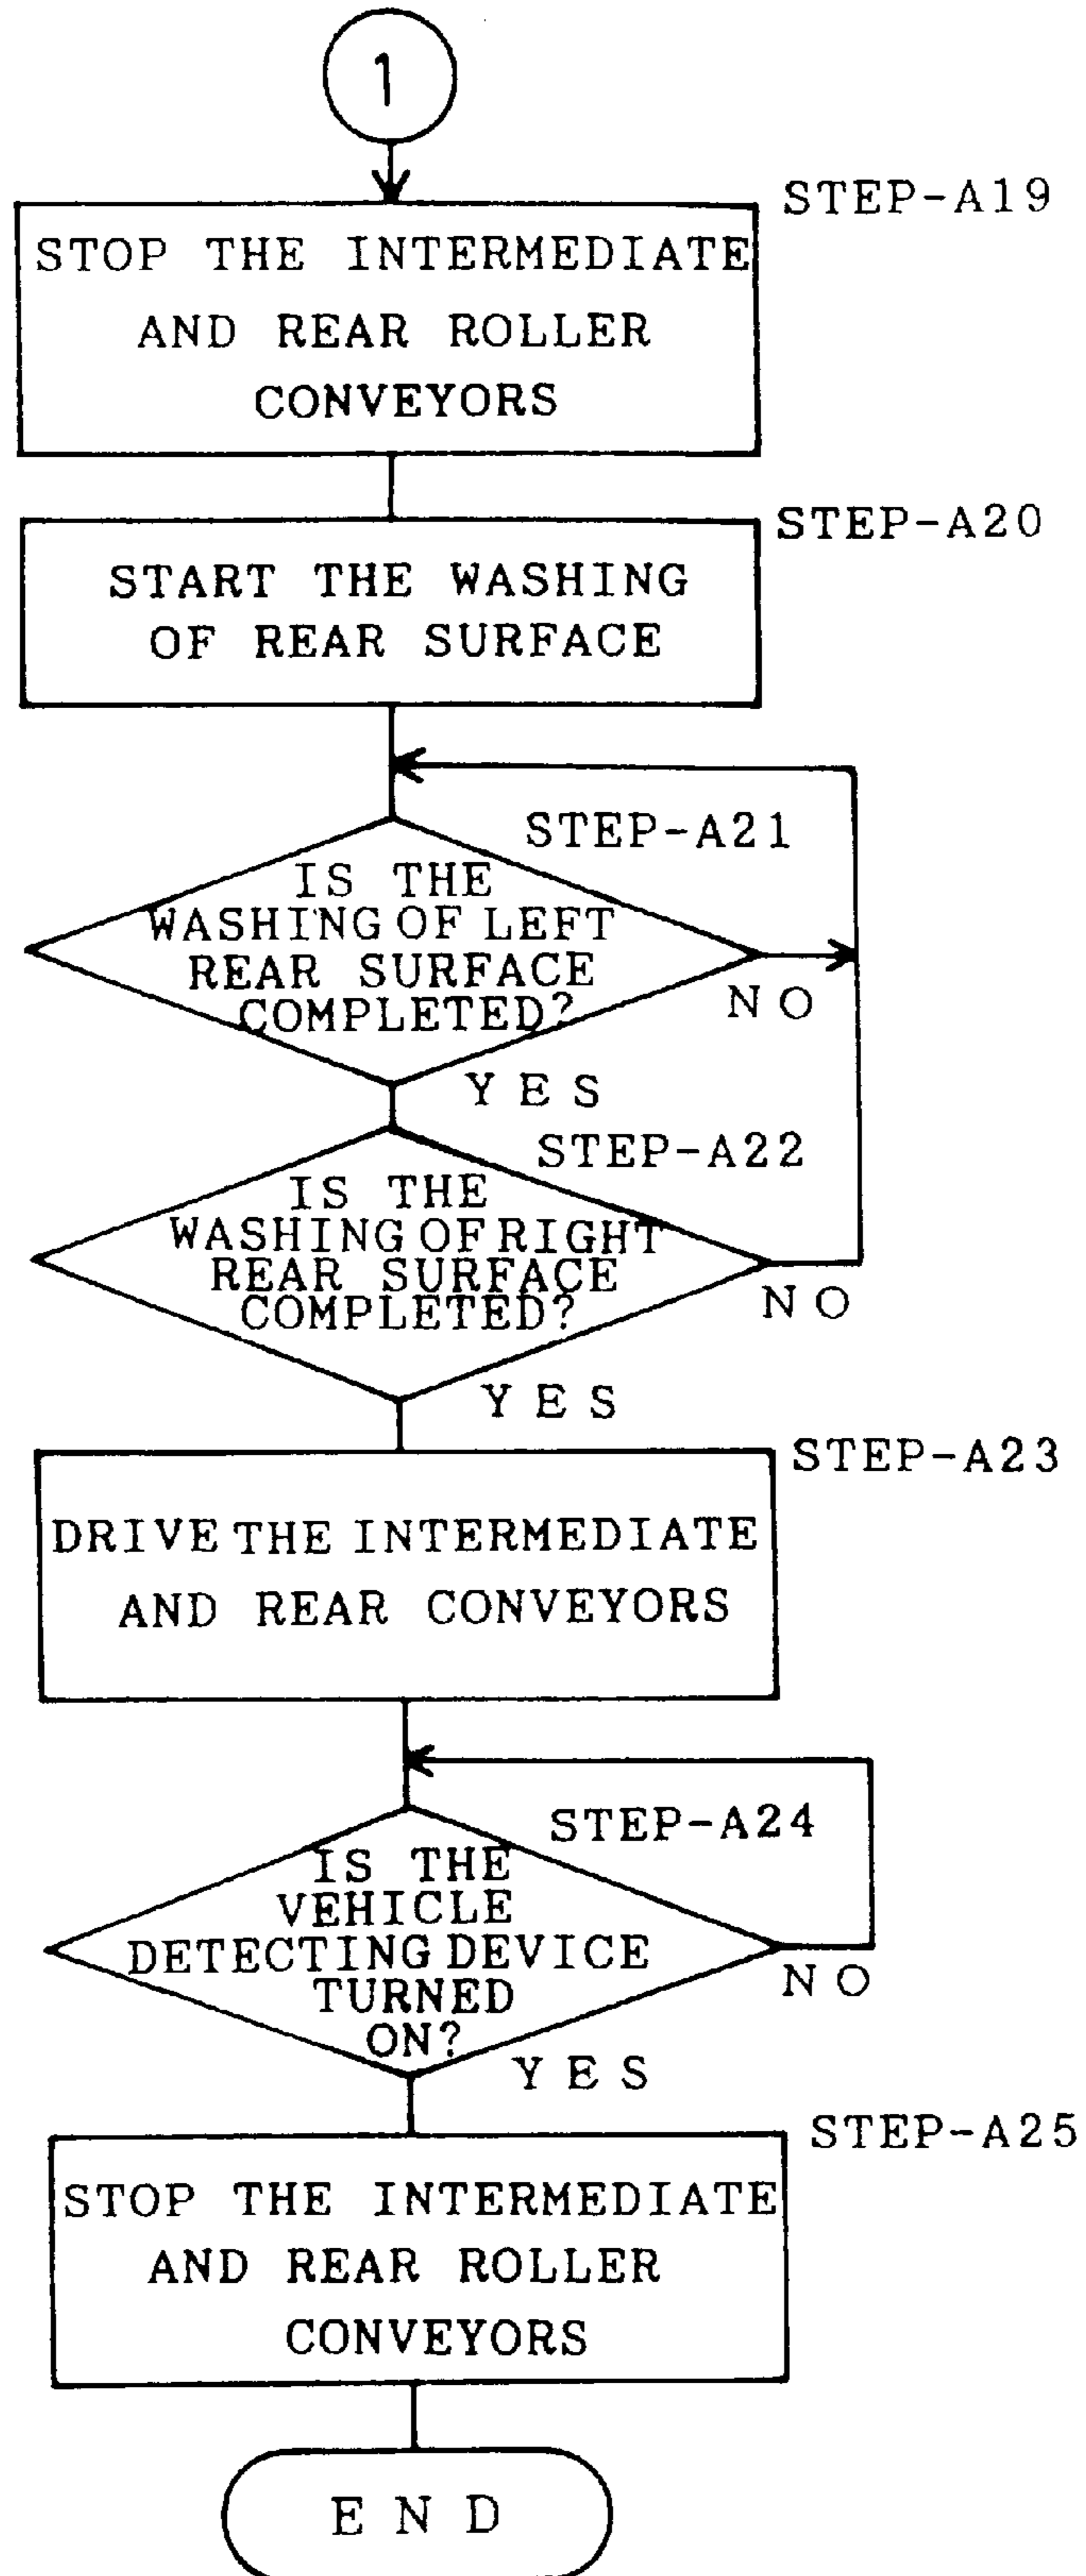 1
STEP-A19
STOP THE INTERMEDIATE
AND REAR ROLLER
CONVEYORS
STEP-A20
START THE WASHING
OF REAR SURFACE
STEP-A21
IS THE
WASHING OF LEFT
REAR SURFACE
COMPLETED?
NO
YES
STEP-A22
IS THE
WASHING OF RIGHT
REAR SURFACE
COMPLETED?
NO
YES
STEP-A23
DRIVE THE INTERMEDIATE
AND REAR CONVEYORS
STEP-A24
IS THE
VEHICLE
DETECTING DEVICE
TURNED
ON?
NO
YES
STEP-A25
STOP THE INTERMEDIATE
AND REAR ROLLER
CONVEYORS
END